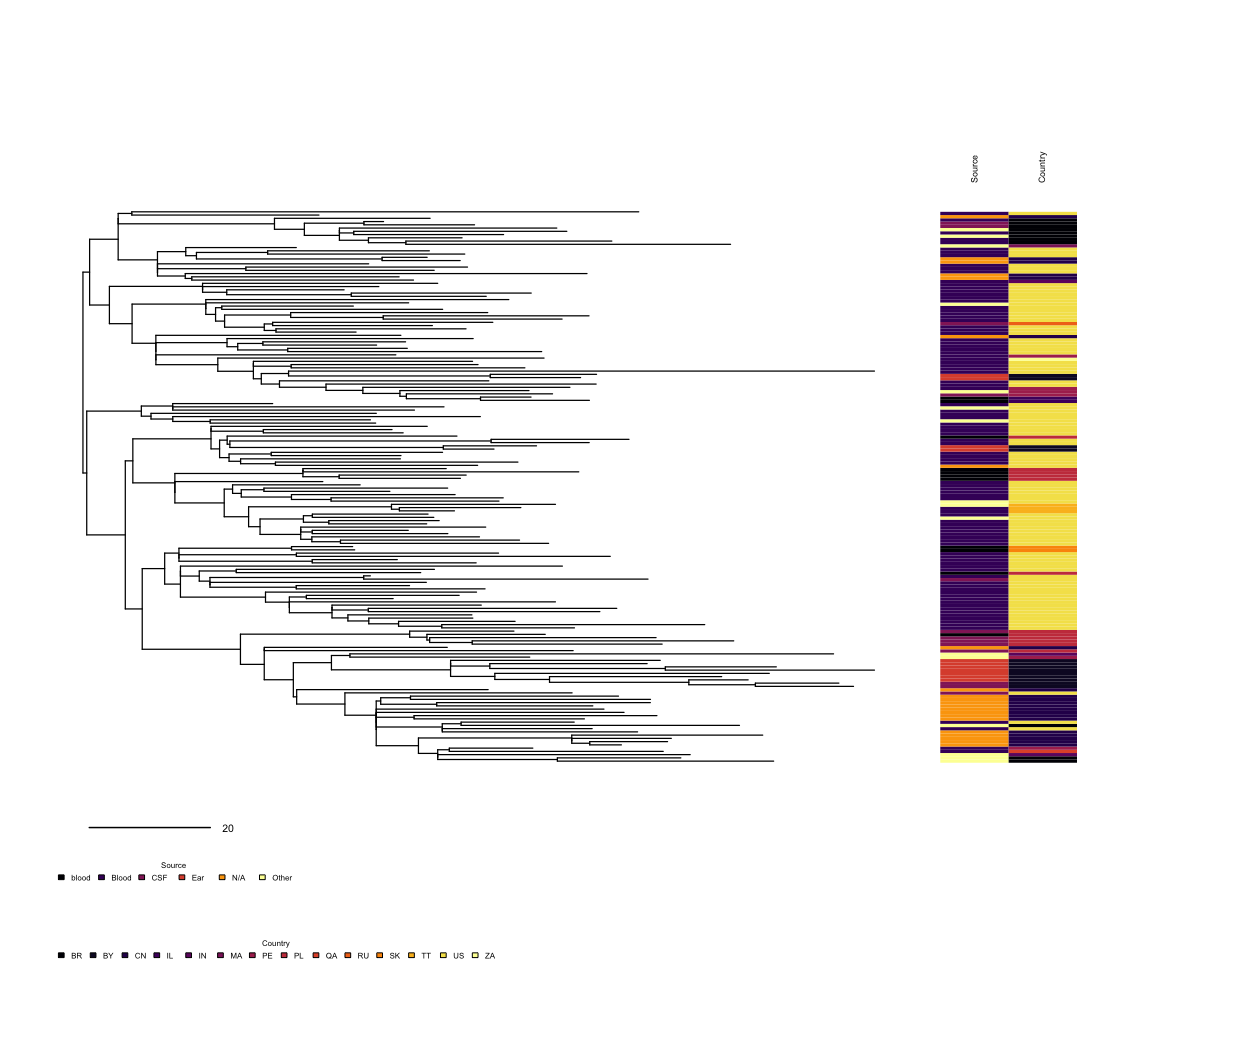 Source
Country
20
Source
blood Blood CSF Ear N/A Other
Country
BR BY CN IL IN MA PE PL QA RU SK TT US ZA